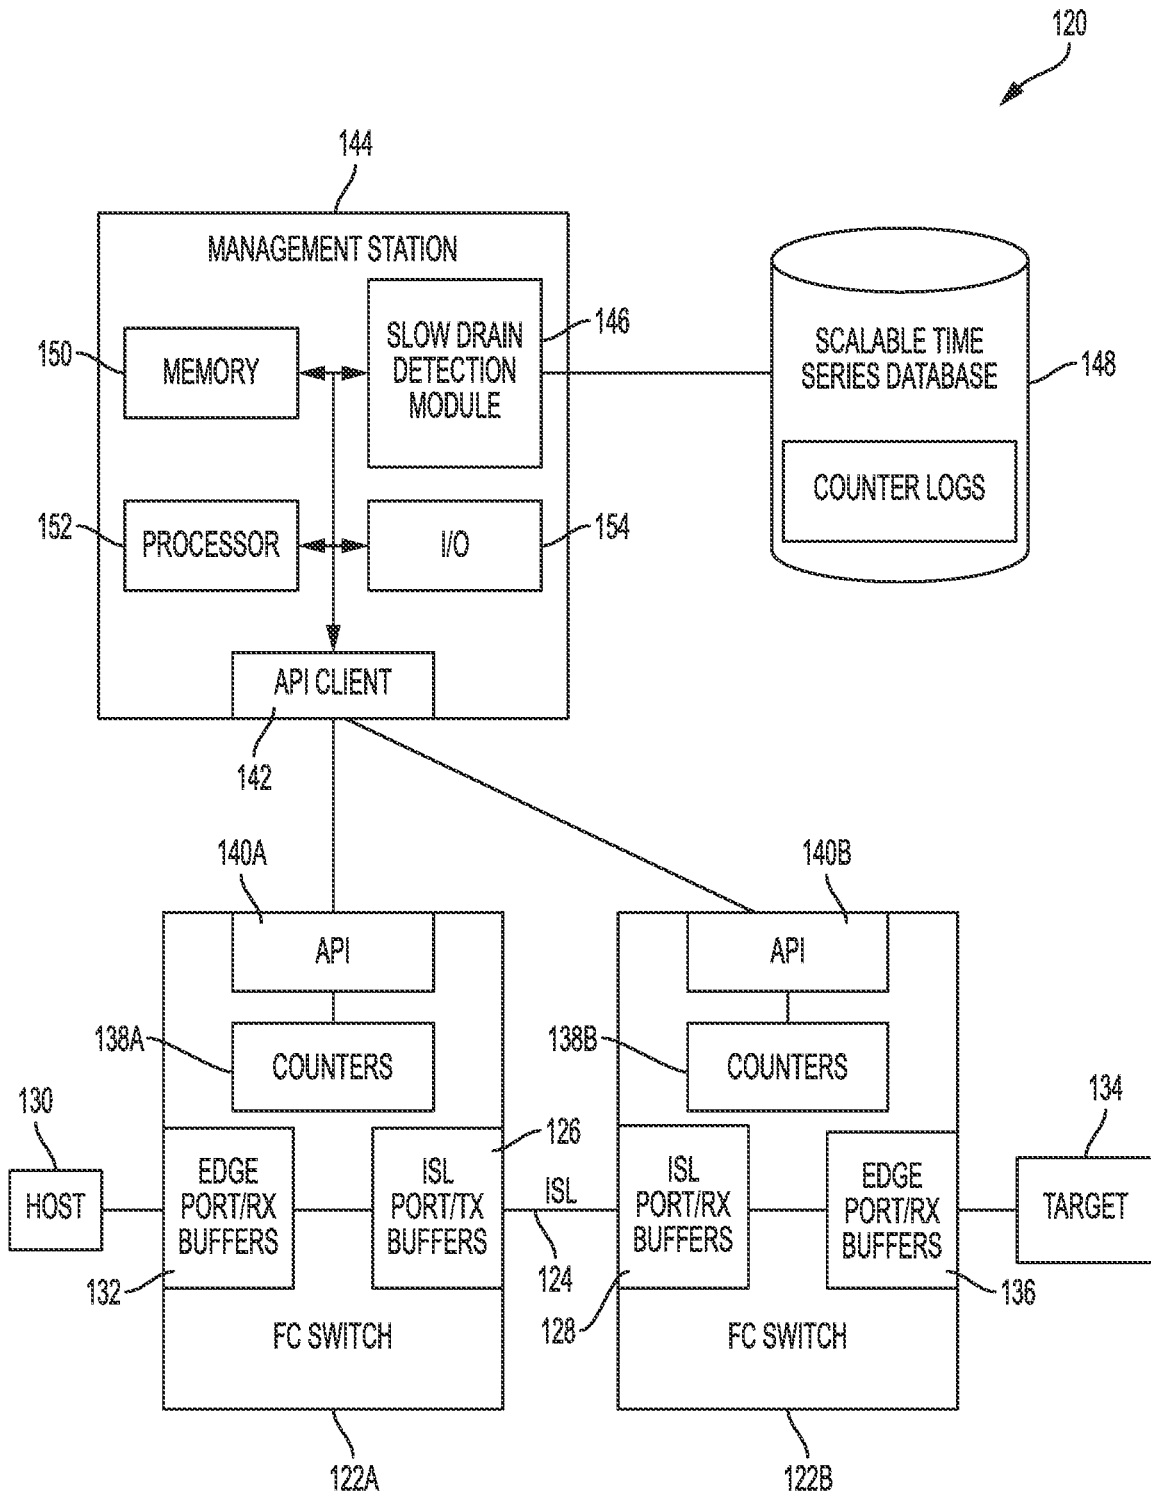 120
144
MANAGEMENT STATION
150
MEMORY
SLOW DRAIN
DETECTION
MODULE
146
SCALABLE TIME
SERIES DATABASE
148
COUNTER LOGS
152
PROCESSOR
I/O
154
API CLIENT
142
140A
140B
API
API
138A
COUNTERS
138B
COUNTERS
130
HOST
EDGE
PORT/RX
BUFFERS
132
126
ISL
PORT/TX
BUFFERS
ISL
124
ISL
PORT/RX
BUFFERS
128
EDGE
PORT/RX
BUFFERS
136
134
TARGET
FC SWITCH
FC SWITCH
122A
122B